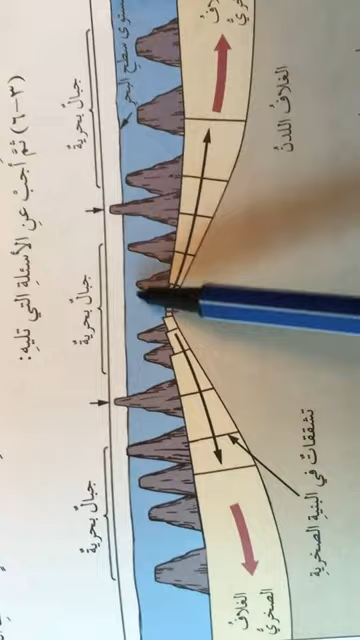 (٦-٣) ثمَّ أجبْ عنِ الأسئلةِ التي تليهِ:
جبالٌ بحريةٌ
جبالٌ بحريةٌ
جبالٌ بحريةٌ
مستوى سطحِ البحرِ
الغلافُ
الصخريُّ
الغلافُ اللدنُ
تشققاتٌ في البنيةِ الصخريةِ